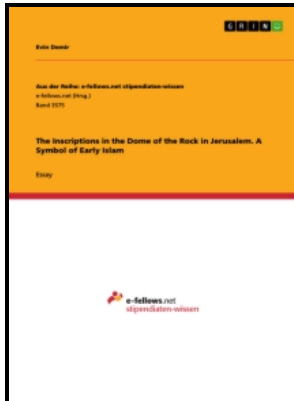 GRIN
Evin Demir
Aus der Reihe: e-fellows.net stipendiaten-wissen
e-fellows.net (Hrsg.)
Band 3575
The Inscriptions in the Dome of the Rock in Jerusalem. A
Symbol of Early Islam
Essay
e-fellows.net
stipendiaten-wissen